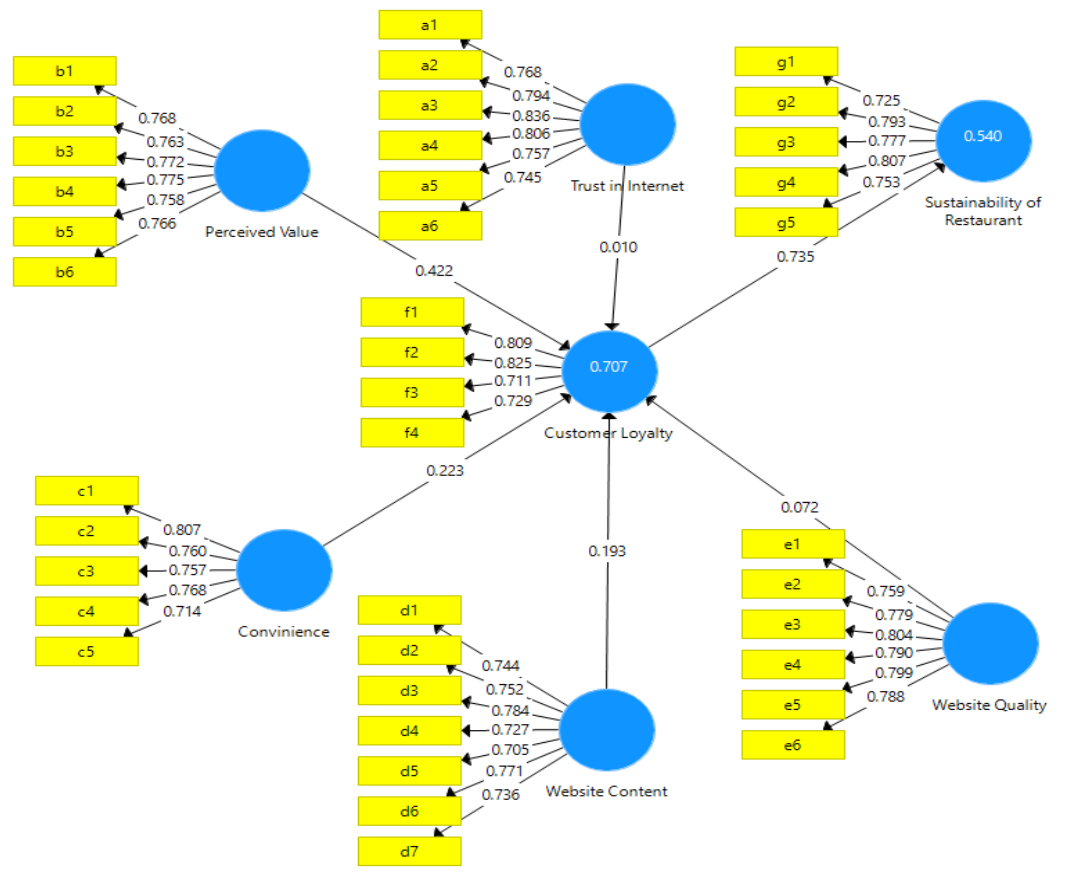 a1
a2
a3
a4
a5
a6
0.768
0.794
0.836
0.806
0.757
0.745
Trust in Internet
b1
b2
b3
b4
b5
b6
0.768
0.763
0.772
0.775
0.758
0.766
Perceived Value
g1
g2
g3
g4
g5
0.725
0.793
0.777
0.807
0.753
0.540
Sustainability of
Restaurant
0.010
0.422
0.735
f1
f2
f3
f4
0.809
0.825
0.711
0.729
0.707
Customer Loyalty
0.223
0.193
0.072
c1
c2
c3
c4
c5
0.807
0.760
0.757
0.768
0.714
Convinience
d1
d2
d3
d4
d5
d6
d7
0.744
0.752
0.784
0.727
0.705
0.771
0.736
Website Content
e1
e2
e3
e4
e5
e6
0.759
0.779
0.804
0.790
0.799
0.788
Website Quality